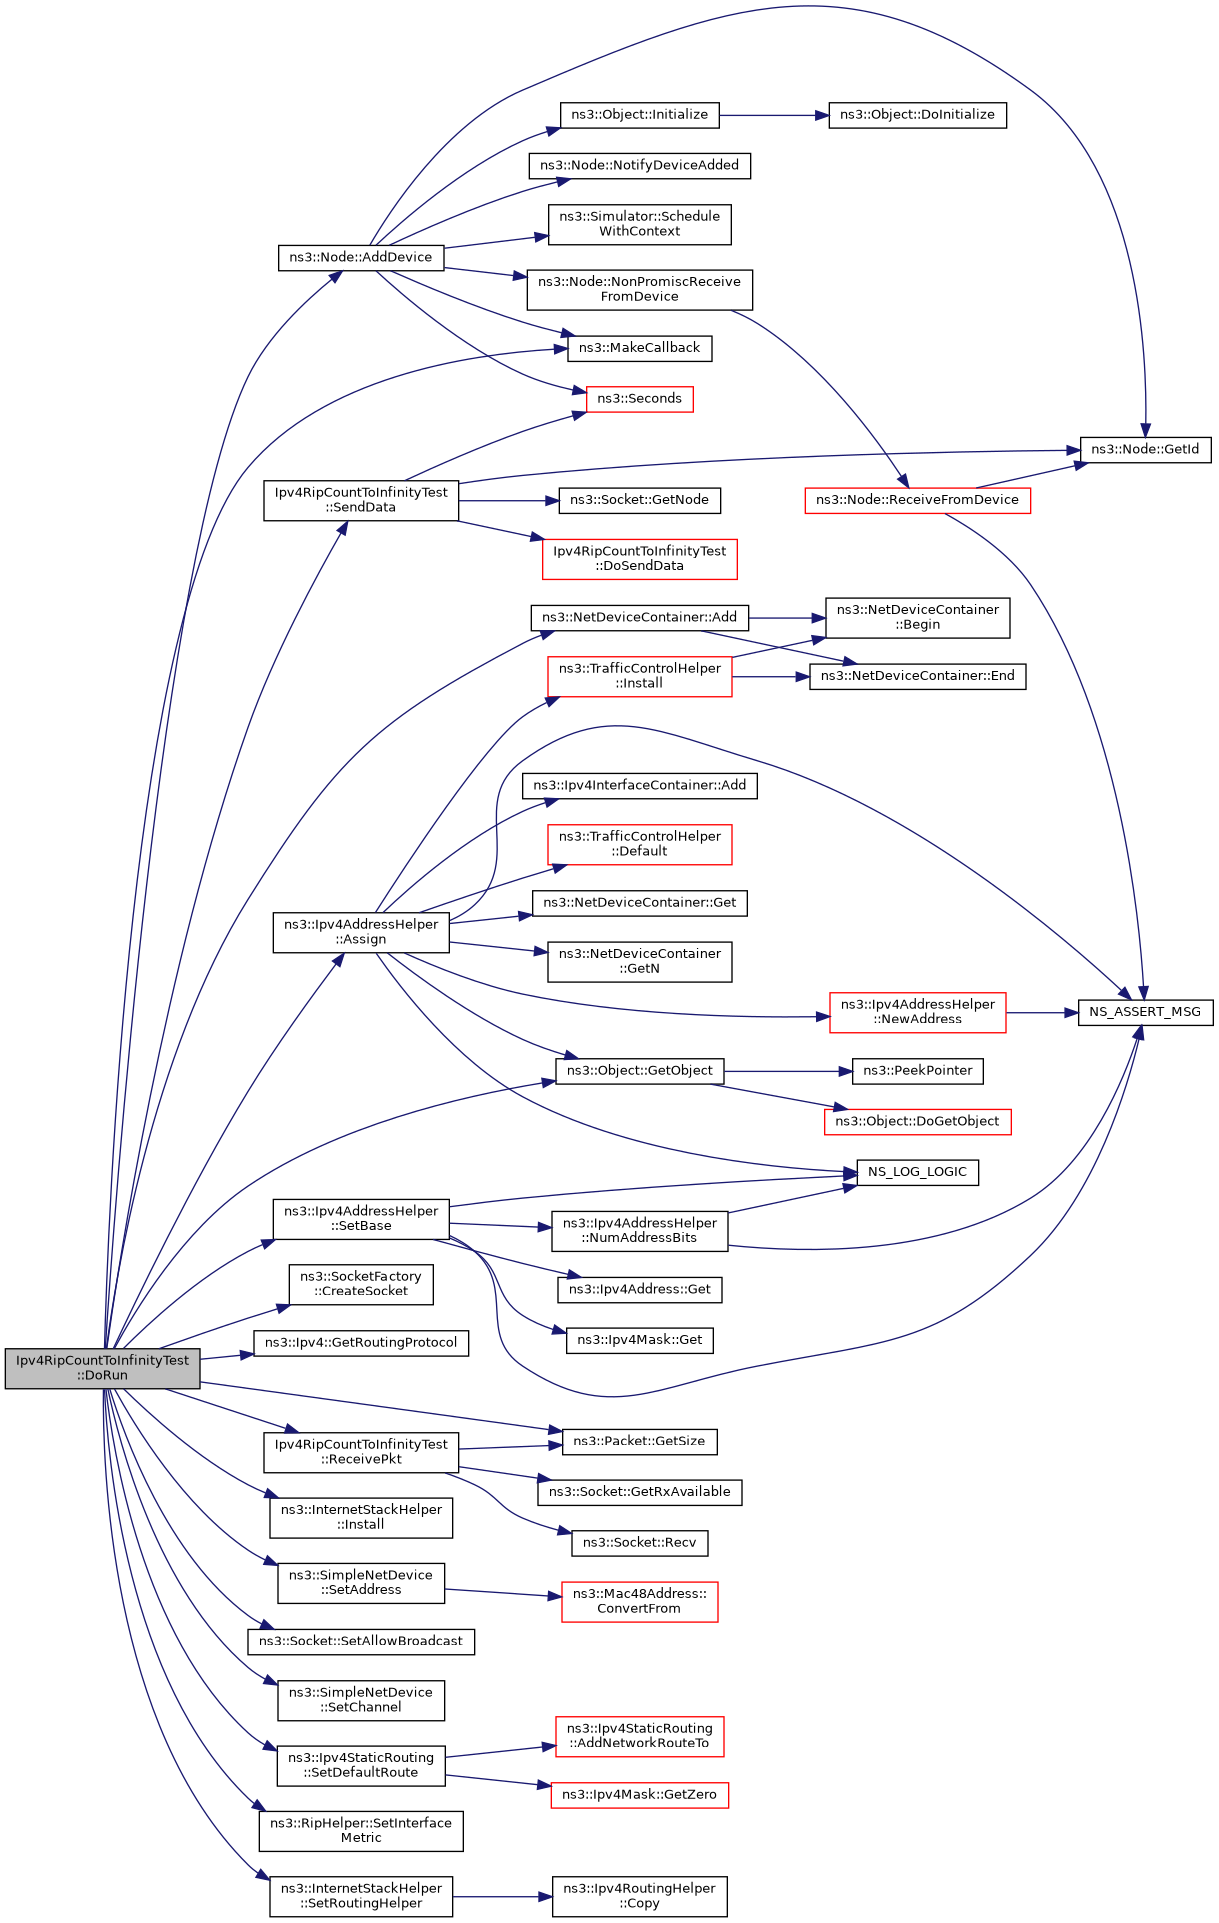 ns3::Object::Initialize
ns3::Object::DoInitialize
ns3::Node::NotifyDeviceAdded
ns3::Simulator::Schedule
WithContext
ns3::Node::AddDevice
ns3::Node::NonPromiscReceive
FromDevice
ns3::MakeCallback
ns3::Seconds
ns3::Node::GetId
Ipv4RipCountToInfinityTest
::SendData
ns3::Socket::GetNode
ns3::Node::ReceiveFromDevice
Ipv4RipCountToInfinityTest
::DoSendData
ns3::NetDeviceContainer::Add
ns3::NetDeviceContainer
::Begin
ns3::TrafficControlHelper
::Install
ns3::NetDeviceContainer::End
ns3::Ipv4InterfaceContainer::Add
ns3::TrafficControlHelper
::Default
ns3::NetDeviceContainer::Get
ns3::Ipv4AddressHelper
::Assign
ns3::NetDeviceContainer
::GetN
ns3::Ipv4AddressHelper
::NewAddress
NS_ASSERT_MSG
ns3::Object::GetObject
ns3::PeekPointer
ns3::Object::DoGetObject
NS_LOG_LOGIC
ns3::Ipv4AddressHelper
::SetBase
ns3::Ipv4AddressHelper
::NumAddressBits
ns3::SocketFactory
::CreateSocket
ns3::Ipv4Address::Get
ns3::Ipv4::GetRoutingProtocol
ns3::Ipv4Mask::Get
Ipv4RipCountToInfinityTest
::DoRun
Ipv4RipCountToInfinityTest
::ReceivePkt
ns3::Packet::GetSize
ns3::Socket::GetRxAvailable
ns3::InternetStackHelper
::Install
ns3::Socket::Recv
ns3::SimpleNetDevice
::SetAddress
ns3::Mac48Address::
ConvertFrom
ns3::Socket::SetAllowBroadcast
ns3::SimpleNetDevice
::SetChannel
ns3::Ipv4StaticRouting
::AddNetworkRouteTo
ns3::Ipv4StaticRouting
::SetDefaultRoute
ns3::Ipv4Mask::GetZero
ns3::RipHelper::SetInterface
Metric
ns3::InternetStackHelper
::SetRoutingHelper
ns3::Ipv4RoutingHelper
::Copy